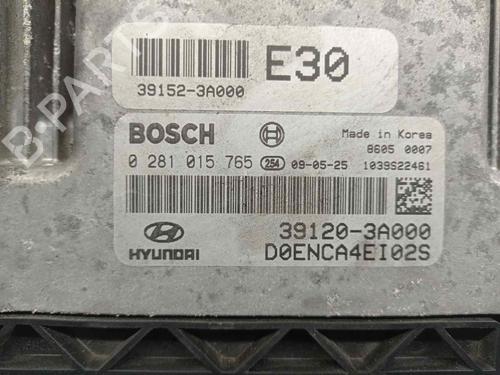 E30
39152-3A000
BOSCH
Made in Korea
8605 0007
0 281 015 765 254 09-05-25 1039S22461
39120-3A000
HYUNDAI
D0ENCA4EI02S